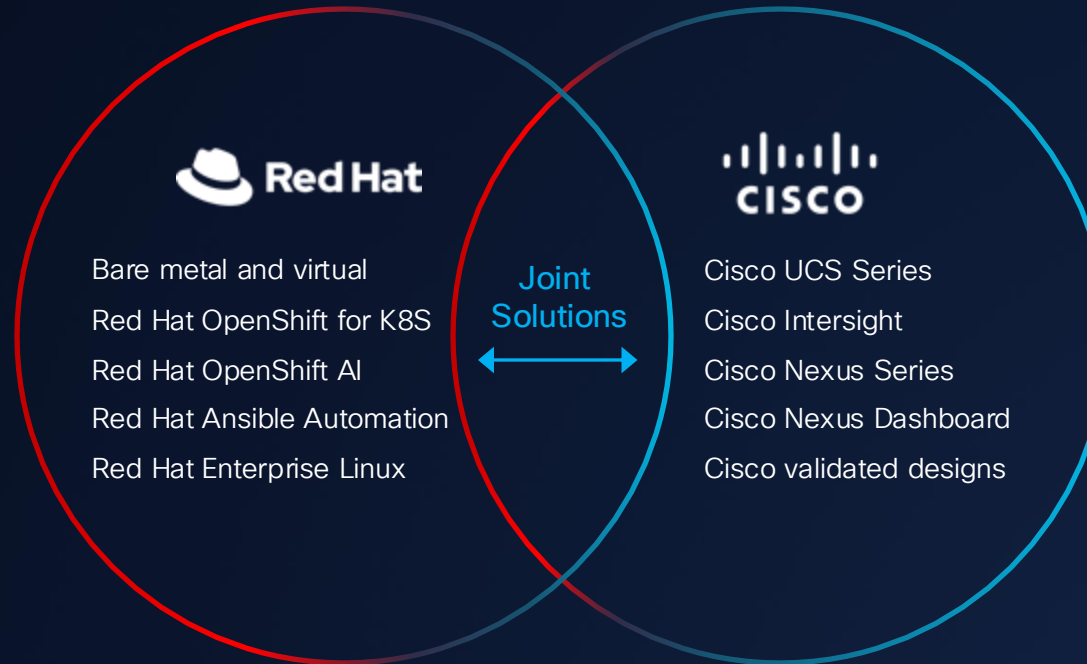 Red Hat
Bare metal and virtual
Red Hat OpenShift for K8S
Red Hat OpenShift AI
Red Hat Ansible Automation
Red Hat Enterprise Linux
Joint
Solutions
CISCO
Cisco UCS Series
Cisco Intersight
Cisco Nexus Series
Cisco Nexus Dashboard
Cisco validated designs